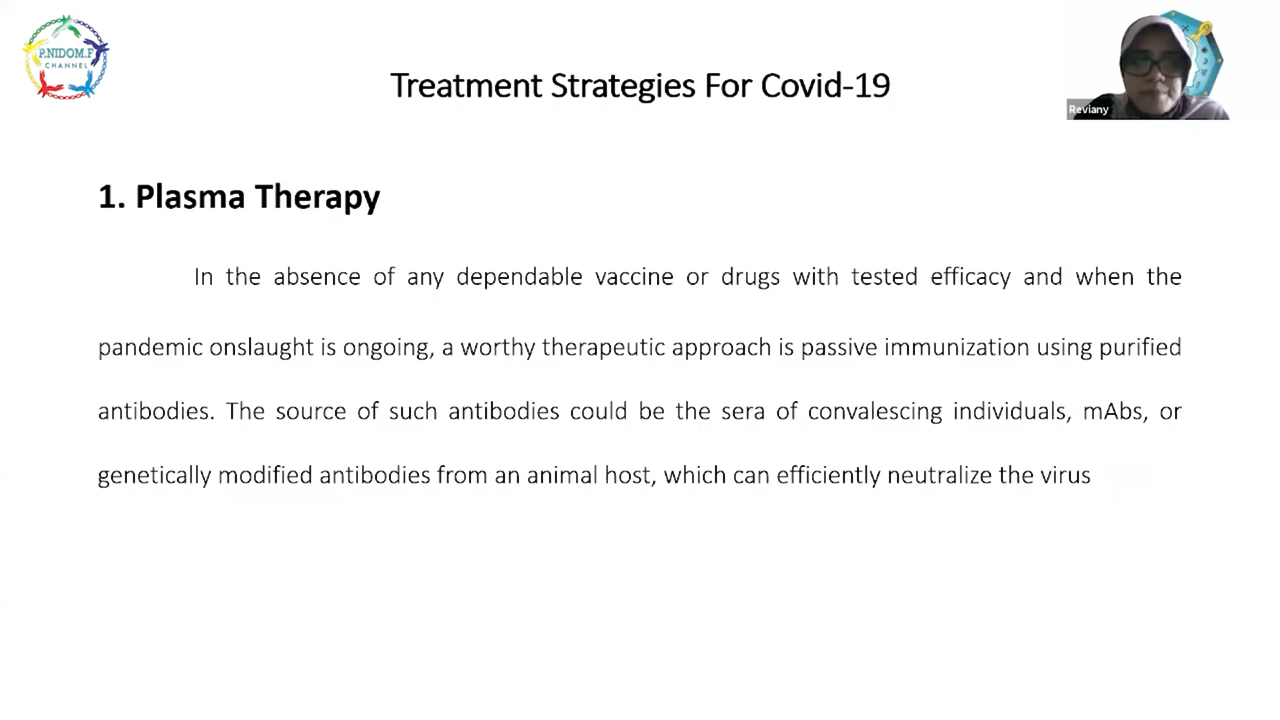 P.NIDOM.F
CHANNEL
Treatment Strategies For Covid-19
Reviany
1. Plasma Therapy
In the absence of any dependable vaccine or drugs with tested efficacy and when the
pandemic onslaught is ongoing, a worthy therapeutic approach is passive immunization using purified
antibodies. The source of such antibodies could be the sera of convalescing individuals, mAbs, or
genetically modified antibodies from an animal host, which can efficiently neutralize the virus